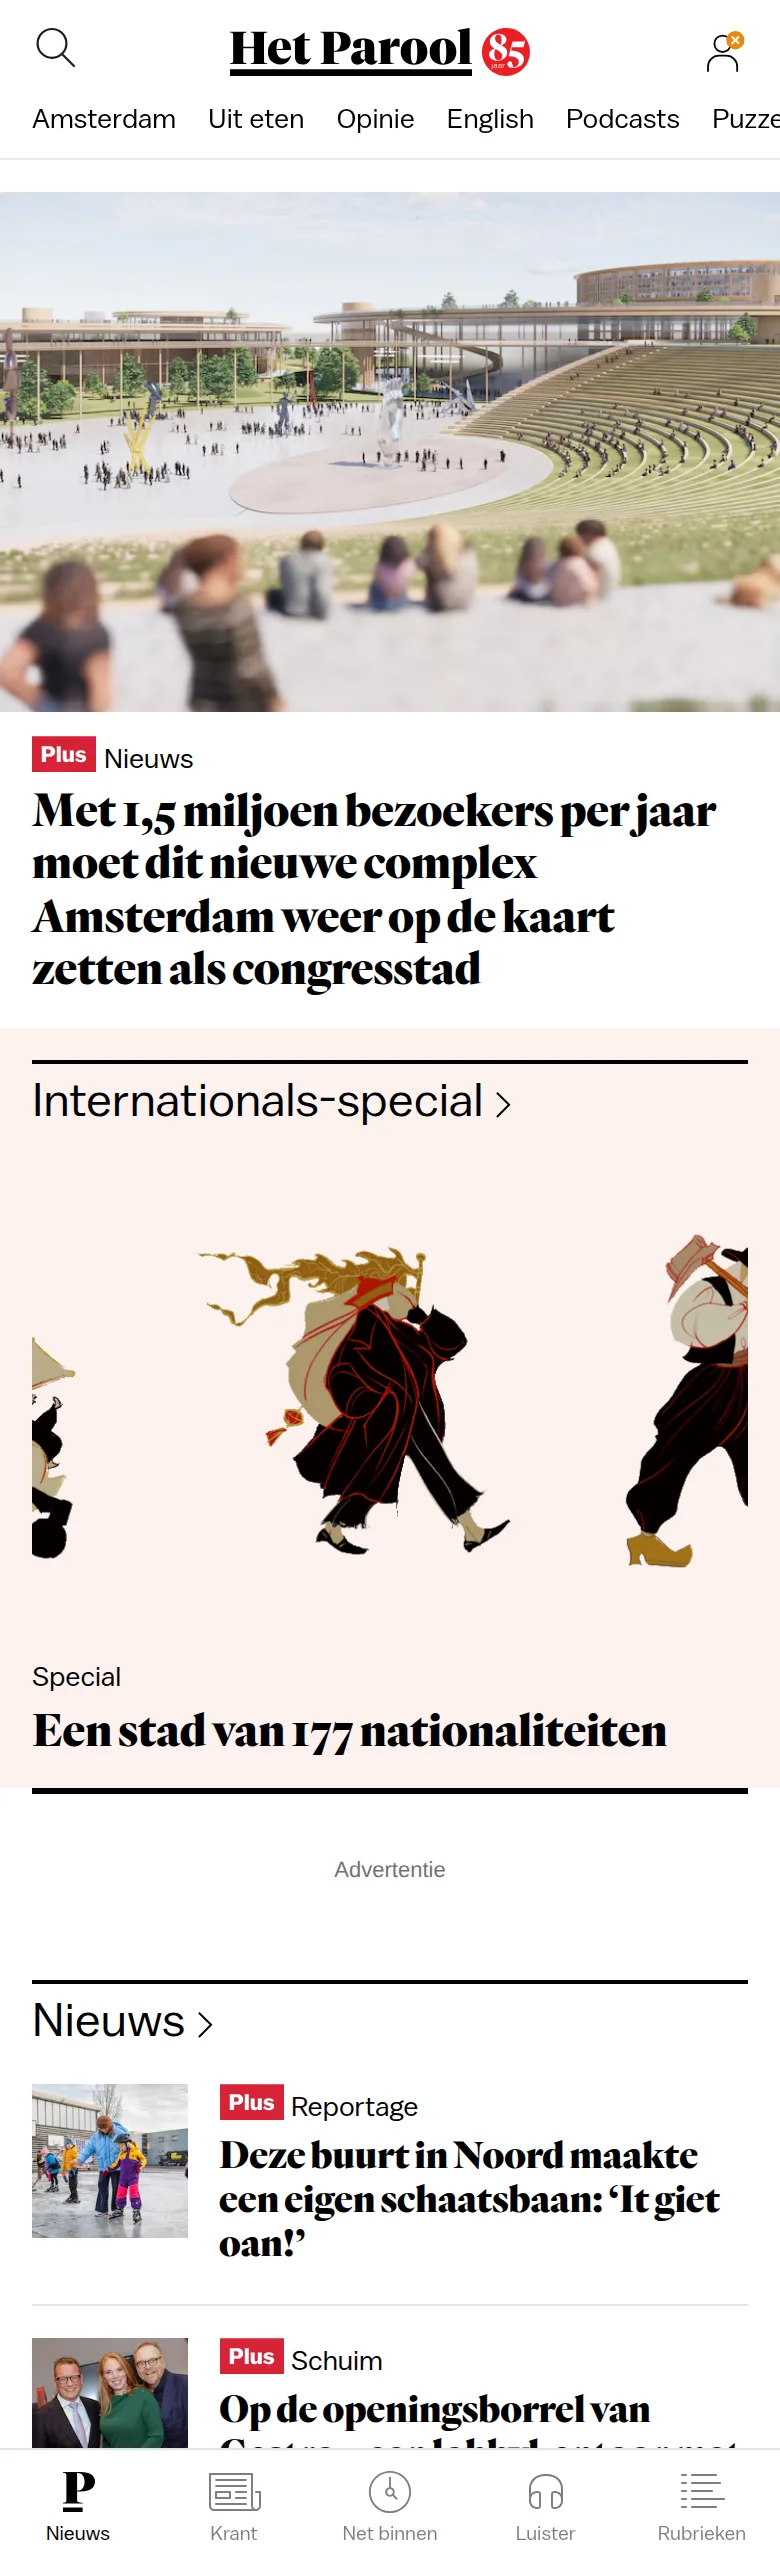 Het Parool 85 jaar
Amsterdam Uit eten Opinie English Podcasts Puzze
Plus Nieuws
Met 1,5 miljoen bezoekers per jaar
moet dit nieuwe complex
Amsterdam weer op de kaart
zetten als congresstad
Internationals-special
Special
Een stad van 177 nationaliteiten
Advertentie
Nieuws
Plus Reportage
Deze buurt in Noord maakte
een eigen schaatsbaan: ‘It giet
oan!’
Plus Schuim
Op de openingsborrel van
Nieuws Krant Net binnen Luister Rubrieken